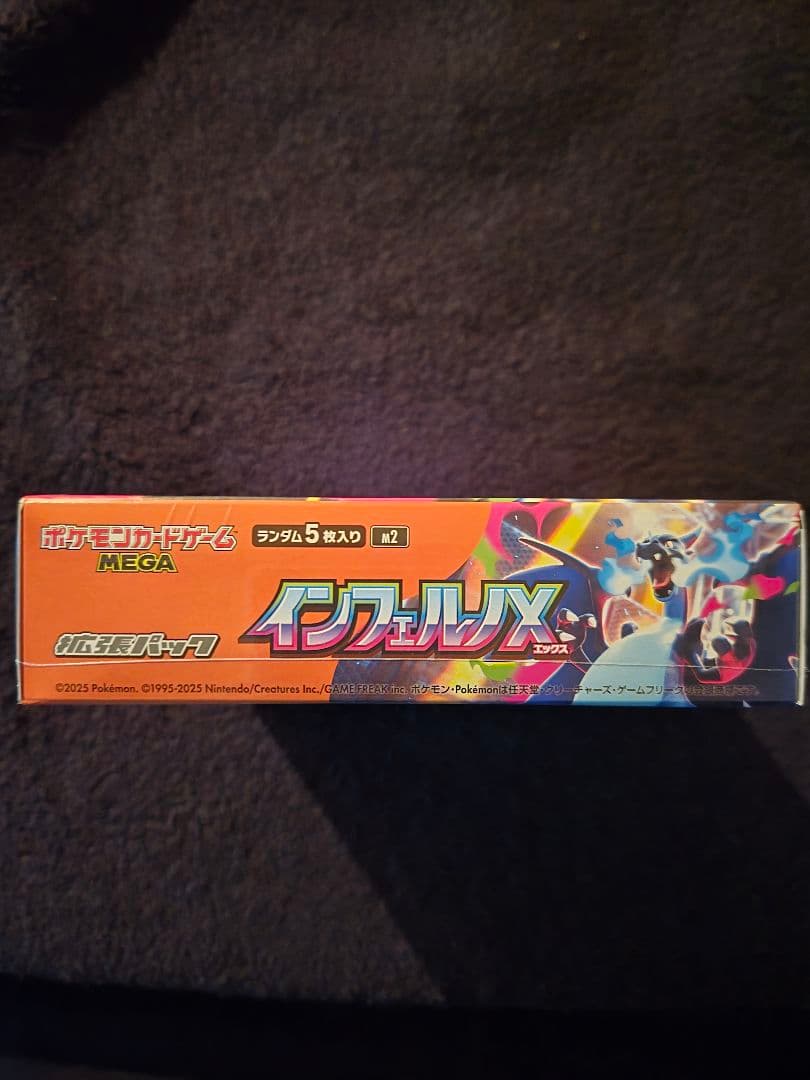 ポケモンカードゲーム
MEGA
ランダム5枚入り
M2
拡張パック
インフェルノX
エックス
©2025 Pokémon. ©1995-2025 Nintendo/Creatures Inc./GAME FREAK inc. ポケモン・Pokémonは任天堂・クリーチャーズ・ゲームフリークの登録商標です。